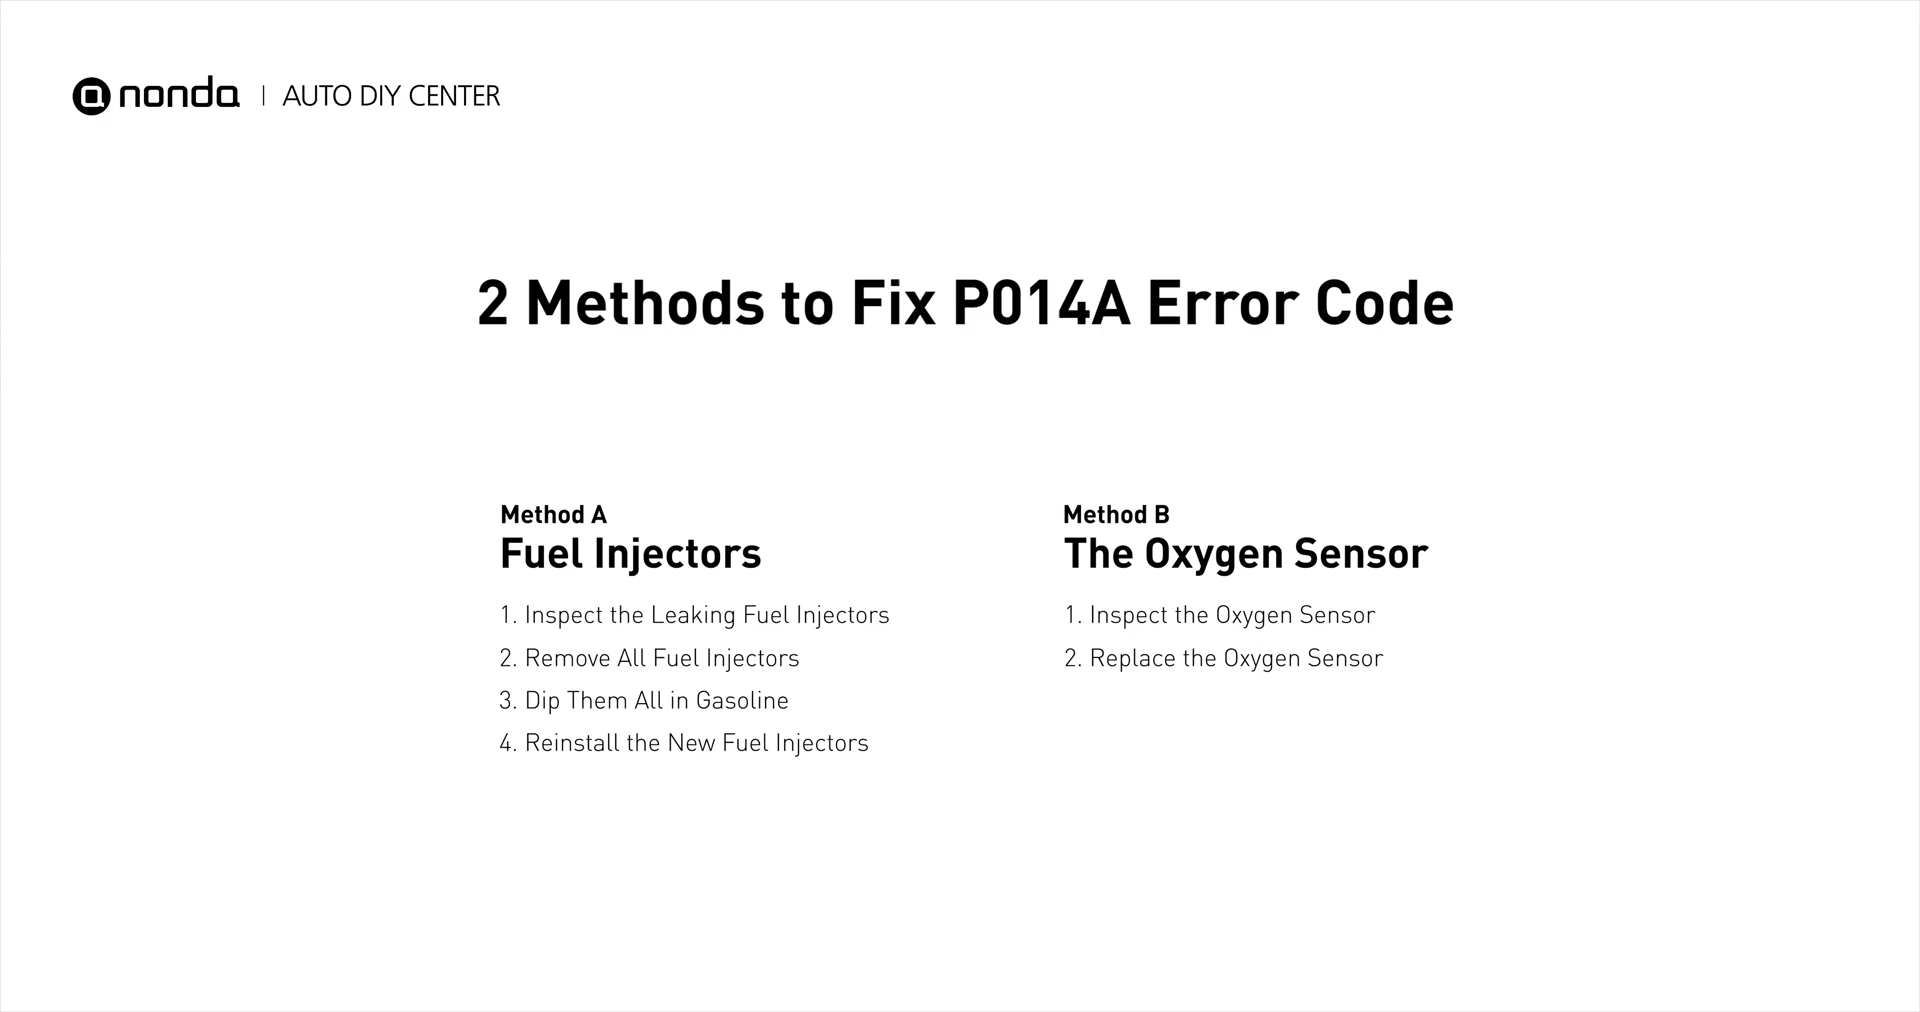 nonda | AUTO DIY CENTER
2 Methods to Fix P014A Error Code
Method A
Fuel Injectors
1. Inspect the Leaking Fuel Injectors
2. Remove All Fuel Injectors
3. Dip Them All in Gasoline
4. Reinstall the New Fuel Injectors
Method B
The Oxygen Sensor
1. Inspect the Oxygen Sensor
2. Replace the Oxygen Sensor